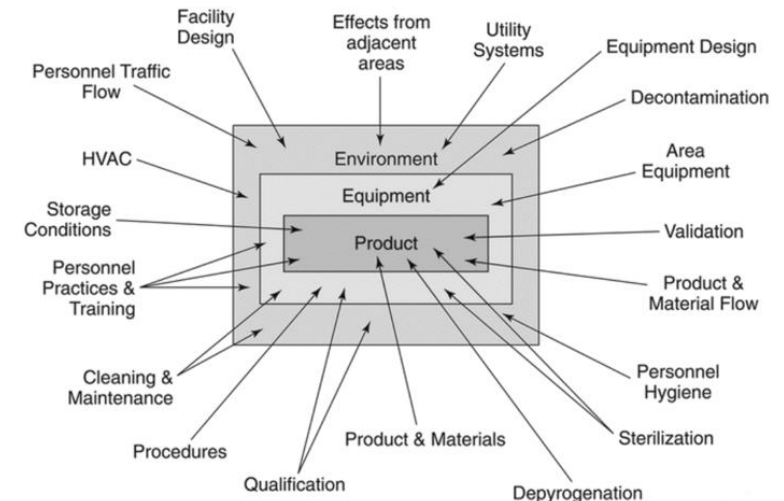 Facility
Design
Effects from
adjacent
areas
Utility
Systems
Equipment Design
Personnel Traffic
Flow
Decontamination
HVAC
Environment
Area
Equipment
Equipment
Storage
Conditions
Product
Validation
Personnel
Practices &
Training
Product &
Material Flow
Cleaning &
Maintenance
Personnel
Hygiene
Procedures
Product & Materials
Sterilization
Qualification
Depyrogenation